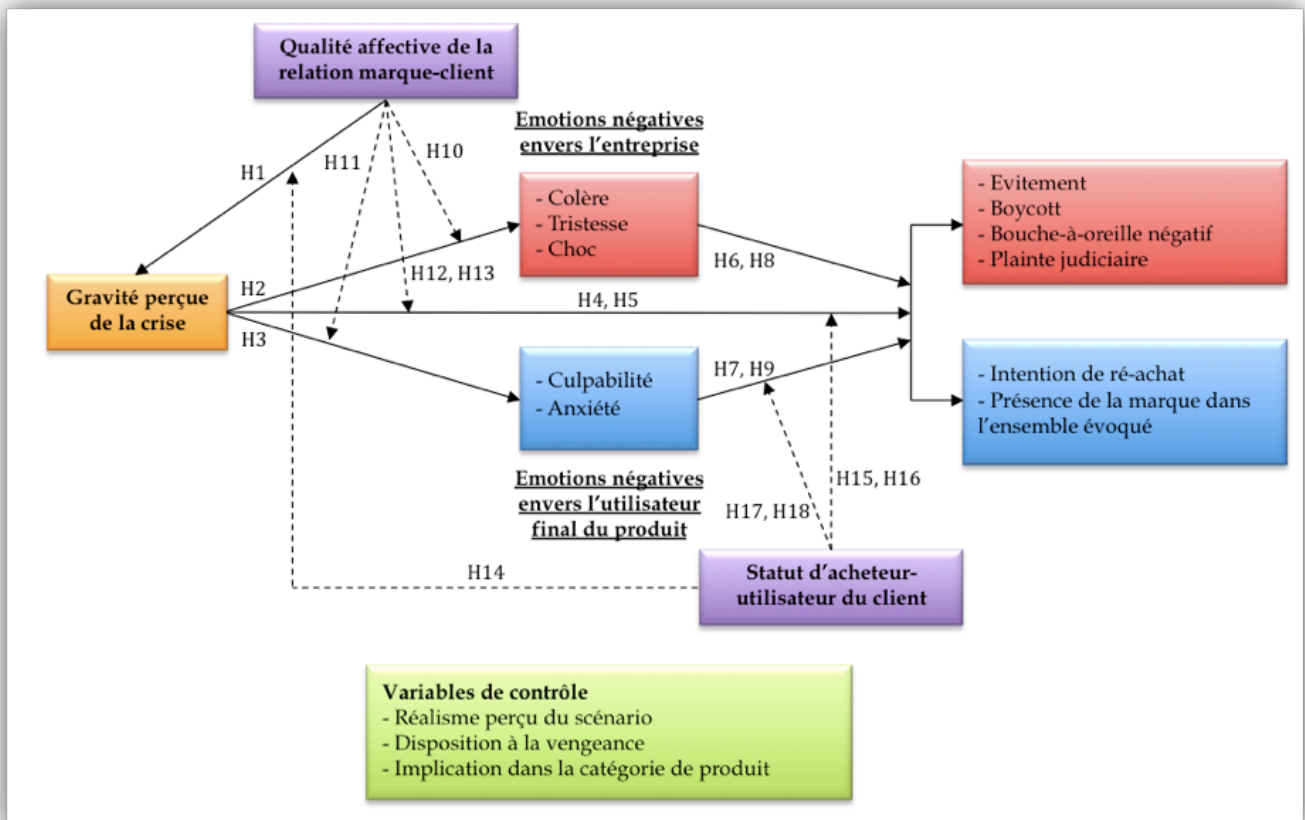 Qualité affective de la
relation marque-client
Emotions négatives
envers l'entreprise
H1
H11
H10
- Colère
- Tristesse
- Choc
- Evitement
- Boycott
- Bouche-à-oreille négatif
- Plainte judiciaire
H6, H8
H12, H13
Gravité perçue
de la crise
H2
H4, H5
H3
H7, H9
- Culpabilité
- Anxiété
- Intention de ré-achat
- Présence de la marque dans
l'ensemble évoqué
Emotions négatives
envers l'utilisateur
final du produit
H15, H16
H17, H18
H14
Statut d'acheteur-
utilisateur du client
Variables de contrôle
- Réalisme perçu du scénario
- Disposition à la vengeance
- Implication dans la catégorie de produit